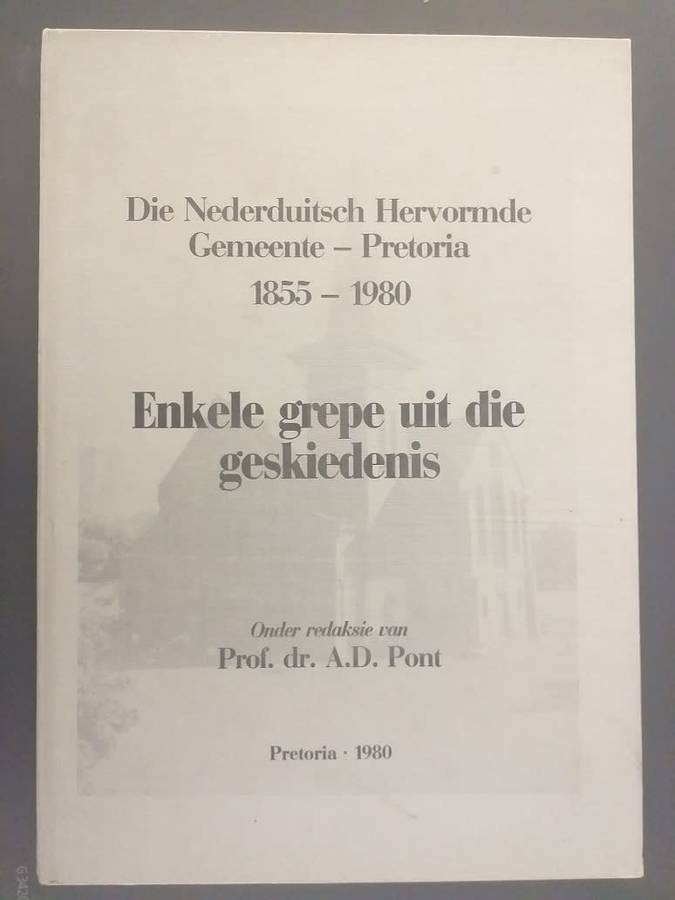 Die Nederduitsch Hervormde
Gemeente – Pretoria
1855 – 1980
Enkele grepe uit die
geskiedenis
Onder redaksie van
Prof. dr. A.D. Pont
Pretoria · 1980